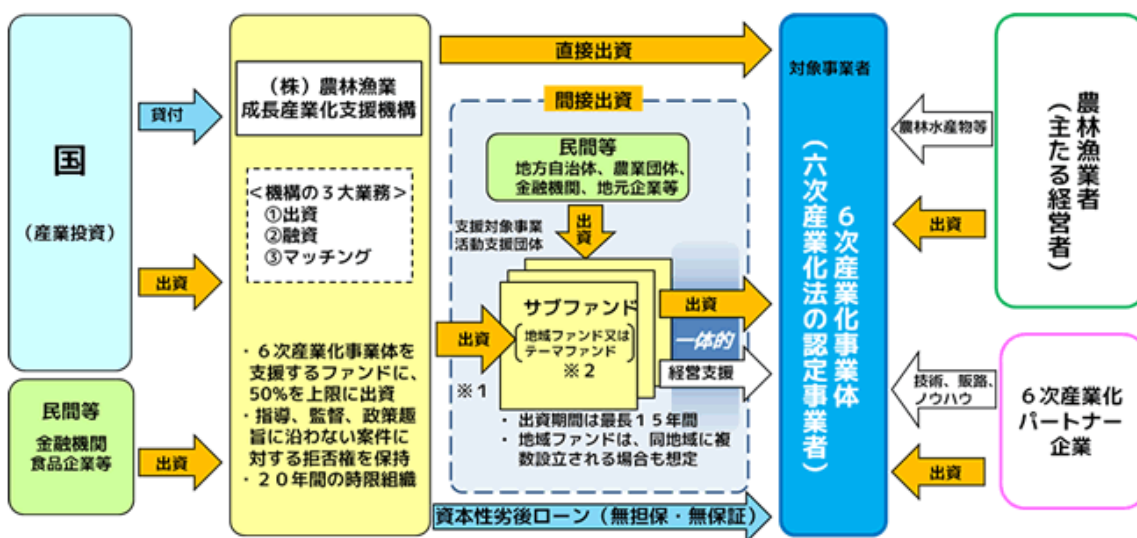 国
（産業投資）
民間等
金融機関
食品企業等
貸付
出資
出資
（株）農林漁業
成長産業化支援機構
＜機構の３大業務＞
①出資
②融資
③マッチング
・６次産業化事業体を
支援するファンドに、
50%を上限に出資
・指導、監督、政策趣
旨に沿わない案件に
対する拒否権を保持
・２０年間の時限組織
直接出資
間接出資
民間等
地方自治体、農業団体、
金融機関、地元企業等
出資
支援対象事業
活動支援団体
出資
※１
サブファンド
地域ファンド又は
テーマファンド
※２
出資
一体的
経営支援
・出資期間は最長１５年間
・地域ファンドは、同地域に複
数設立される場合も想定
資本性劣後ローン（無担保・無保証）
対象事業者
６次産業化事業体
（六次産業化法の認定事業者）
農林水産物等
出資
技術、販路、
ノウハウ
出資
農林漁業者
（主たる経営者）
６次産業化
パートナー
企業